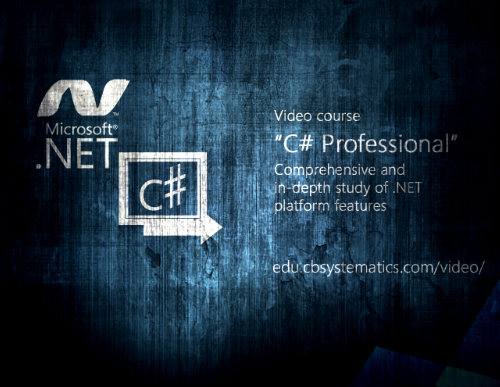 Microsoft®
.NET
C#
Video course
"C# Professional"
Comprehensive and
in-depth study of .NET
platform features
edu.cbsystematics.com/video/